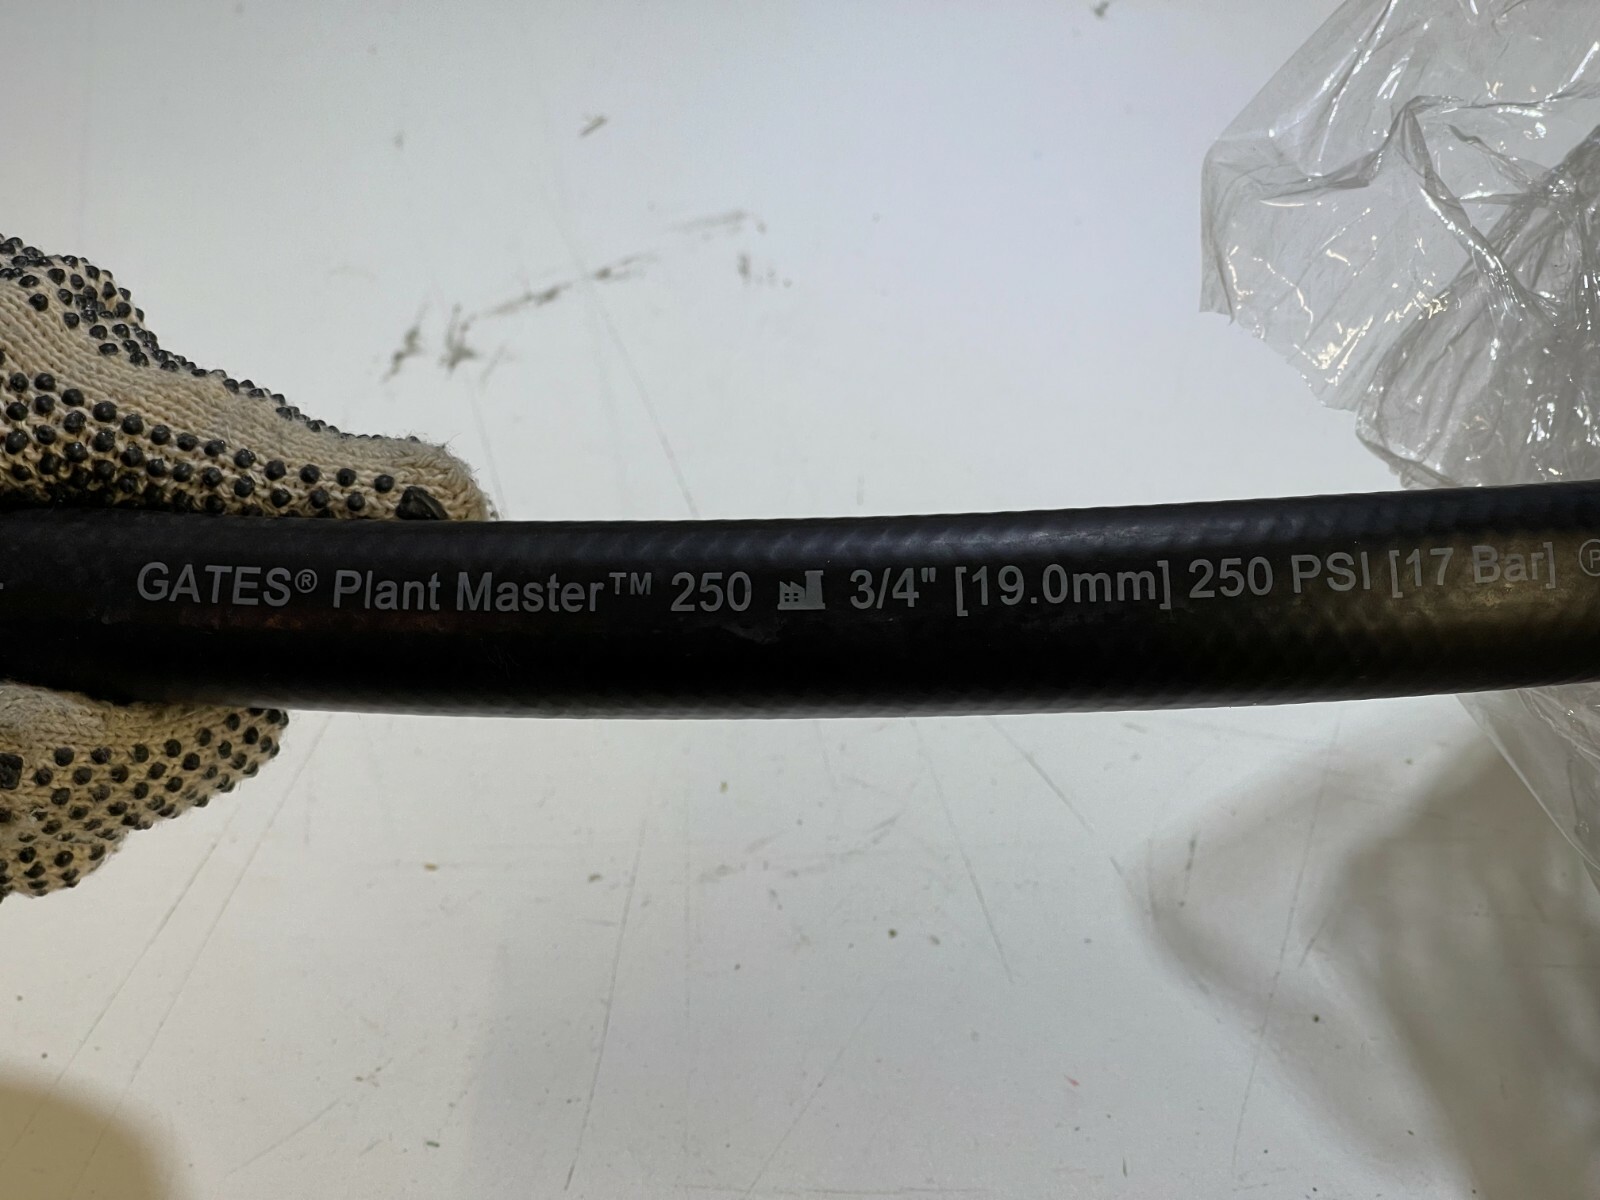 GATES® Plant Master™ 250 3/4" [19.0mm] 250 PSI [17 Bar]